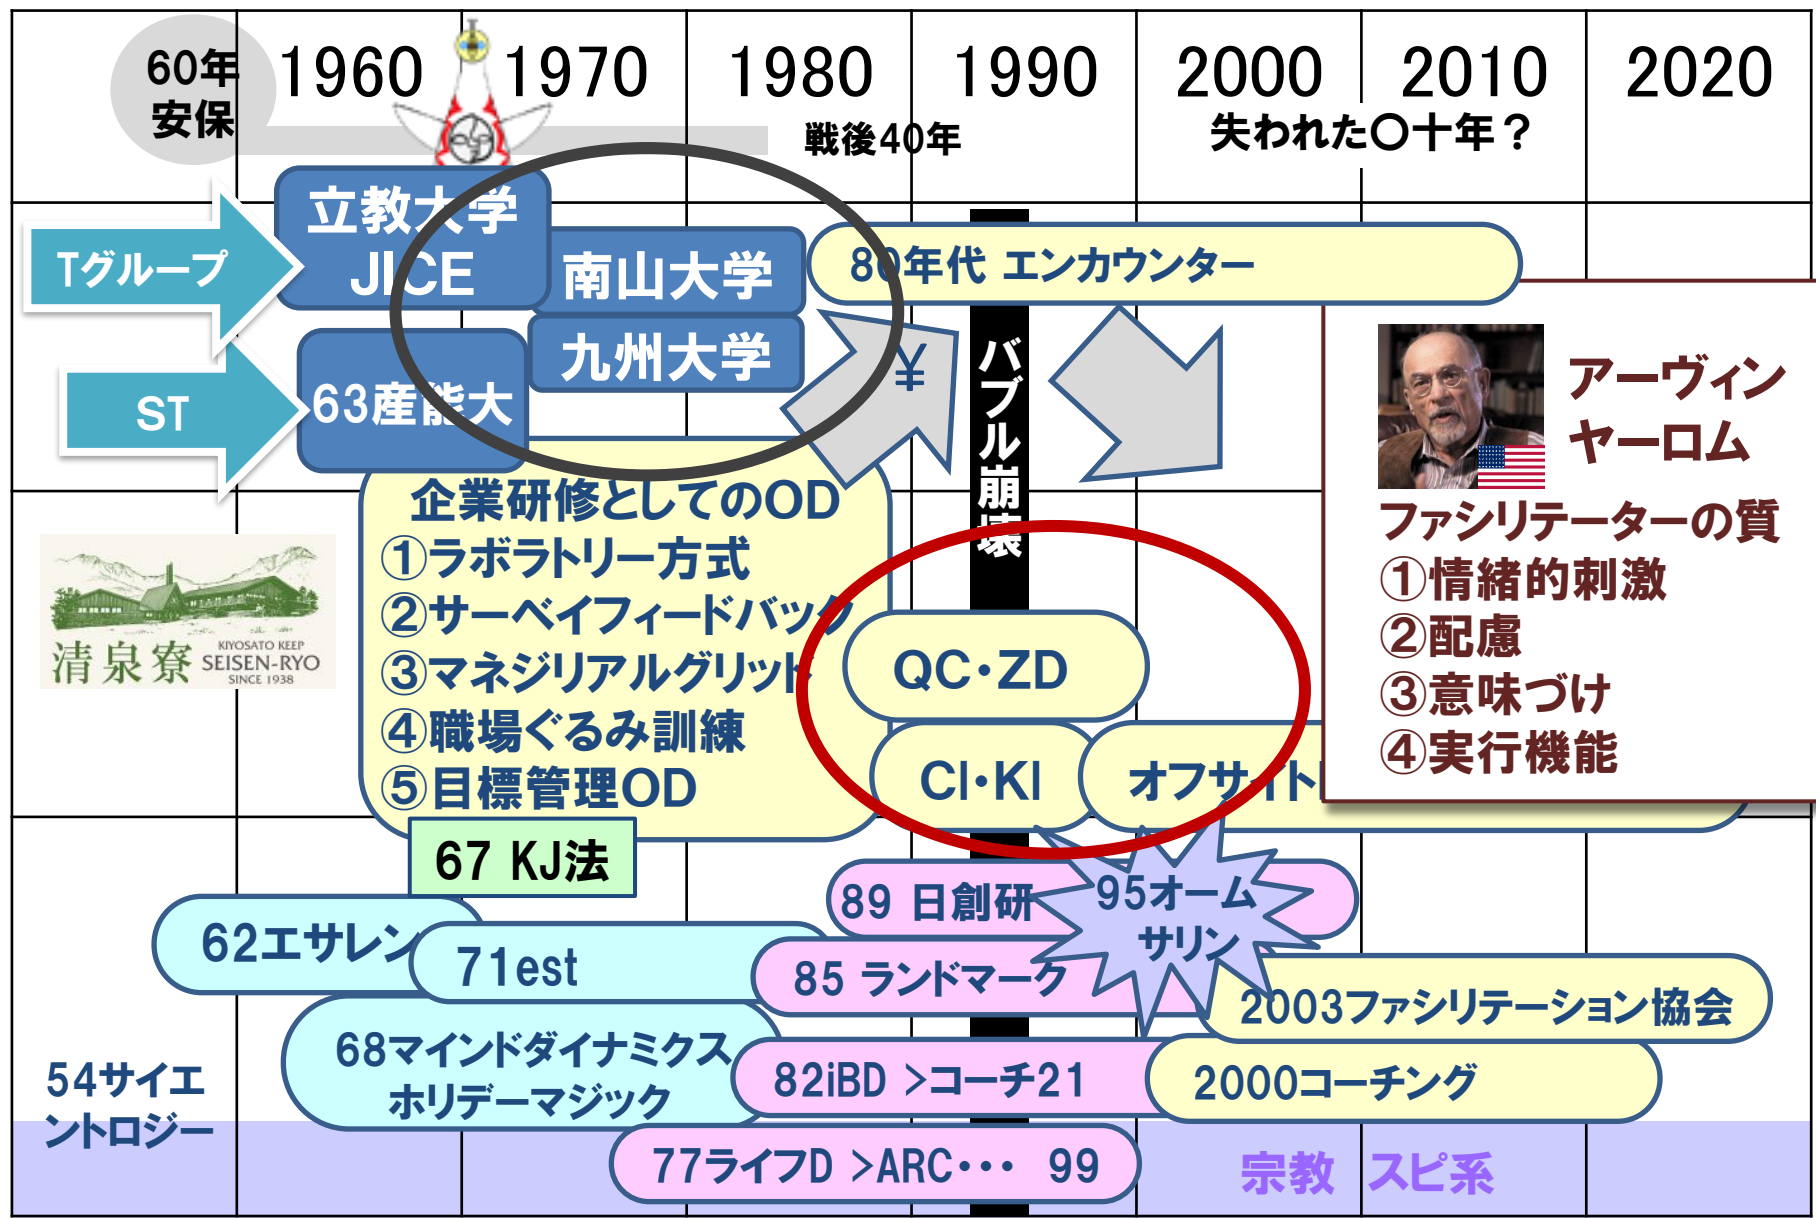 60年
安保
1960
1970
1980
1990
2000
2010
2020
戦後40年
失われた〇十年？
Tグループ
立教大学
JICE
南山大学
九州大学
80年代 エンカウンター
ST
63産能大
¥
バブル崩壊
アーヴィン
ヤーロム
ファシリテーターの質
①情緒的刺激
②配慮
③意味づけ
④実行機能
企業研修としてのOD
①ラボラトリー方式
②サーベイフィードバック
③マネジリアルグリッド
④職場ぐるみ訓練
⑤目標管理OD
清泉寮
KIYOSATO KEEP
SEISEN-RYO
SINCE 1938
QC・ZD
CI・KI
オフサイト
67 KJ法
89 日創研
95オーム
サリン
62エサレン
71est
85 ランドマーク
2003ファシリテーション協会
68マインドダイナミクス
ホリデーマジック
82iBD ＞コーチ21
2000コーチング
54サイエ
ントロジー
77ライフD ＞ARC・・・ 99
宗教 スピ系